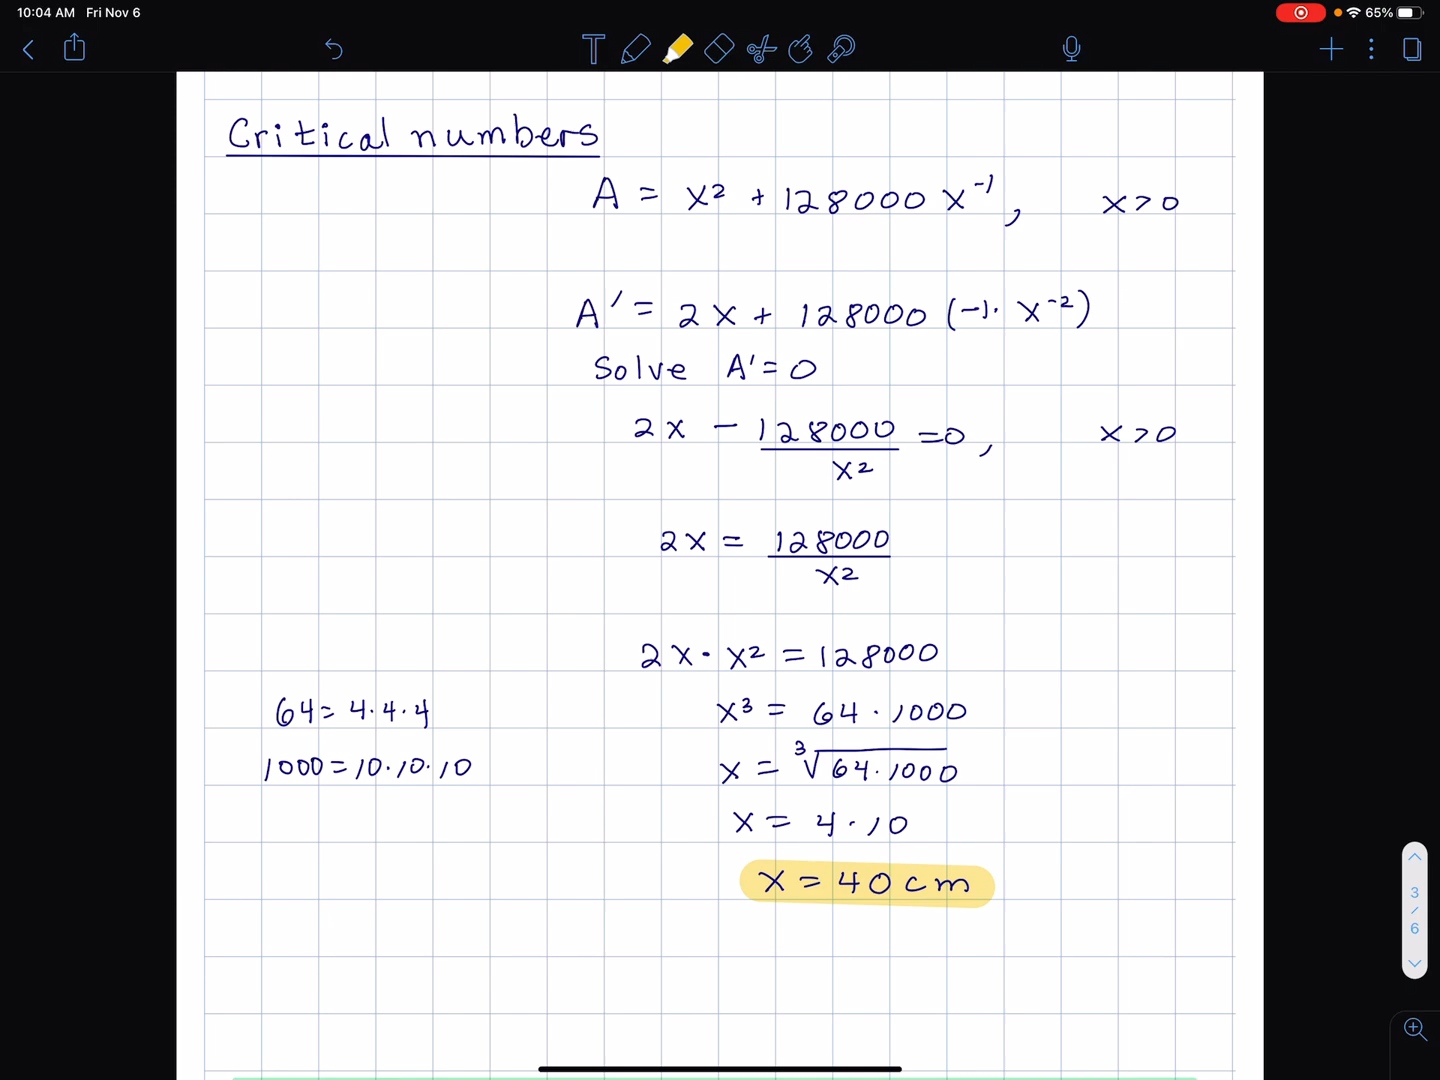 10:04 AM Fri Nov 6
65%
T
Critical numbers
A = x² + 128000 x⁻¹, x > 0
A' = 2x + 128000 (-1 · x⁻²)
Solve A' = 0
2x - 128000/x² = 0, x > 0
2x = 128000/x²
2x · x² = 128000
64 = 4·4·4
x³ = 64 · 1000
1000 = 10·10·10
x = ³√64·1000
x = 4 · 10
x = 40 cm
3
/
6